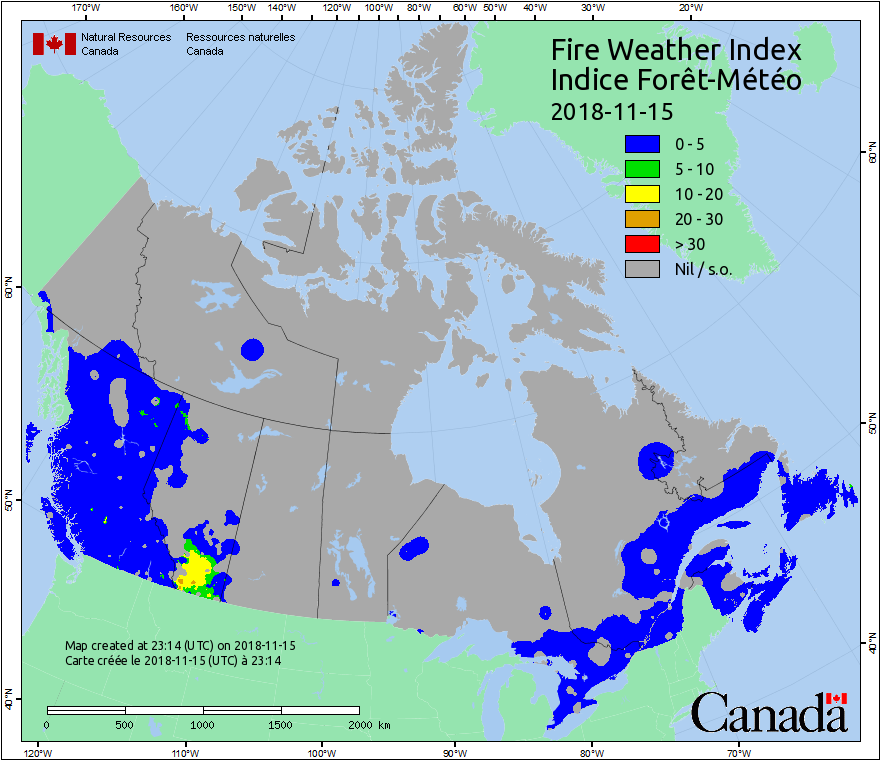 170°W 160°W 150°W 140°W 130°W 120°W 110°W 100°W 90°W 80°W 60°W 50°W 40°W 30°W 20°W
Natural Resources Ressources naturelles
Canada Canada
Fire Weather Index
Indice Forêt-Météo
2018-11-15
0 - 5
5 - 10
10 - 20
20 - 30
> 30
Nil / s.o.
60°N
60°N
50°N
50°N
40°N
40°N
Map created at 23:14 (UTC) on 2018-11-15
Carte créée le 2018-11-15 (UTC) à 23:14
0 500 1000 1500 2000 km
Canada
120°W 110°W 100°W 90°W 80°W 70°W